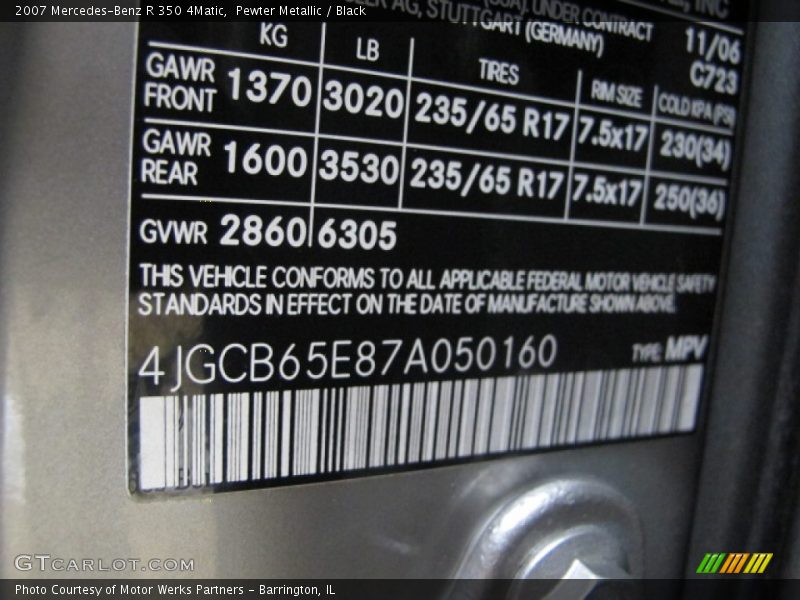 2007 Mercedes-Benz R 350 4Matic, Pewter Metallic / Black
INC
AG, STUTTGART (USA), UNDER CONTRACT
STUTTGART (GERMANY)
11/06
C723
KG LB TIRES RIM SIZE COLD KPA (PSI)
GAWR FRONT 1370 3020 235/65 R17 7.5x17 230(34)
GAWR REAR 1600 3530 235/65 R17 7.5x17 250(36)
GVWR 2860 6305
THIS VEHICLE CONFORMS TO ALL APPLICABLE FEDERAL MOTOR VEHICLE SAFETY
STANDARDS IN EFFECT ON THE DATE OF MANUFACTURE SHOWN ABOVE.
4JGCB65E87A050160 TYPE: MPV
GTCARLOT.COM
Photo Courtesy of Motor Werks Partners - Barrington, IL